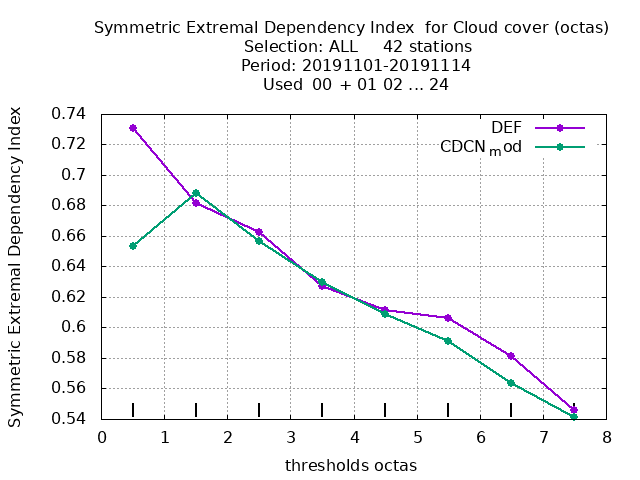 Symmetric Extremal Dependency Index  for Cloud cover (octas)
Selection: ALL     42 stations
Period: 20191101-20191114
Used  00  + 01 02 ... 24
DEF
CDCNmod
Symmetric Extremal Dependency Index
0.74
0.72
0.7
0.68
0.66
0.64
0.62
0.6
0.58
0.56
0.54
0 1 2 3 4 5 6 7 8
thresholds octas